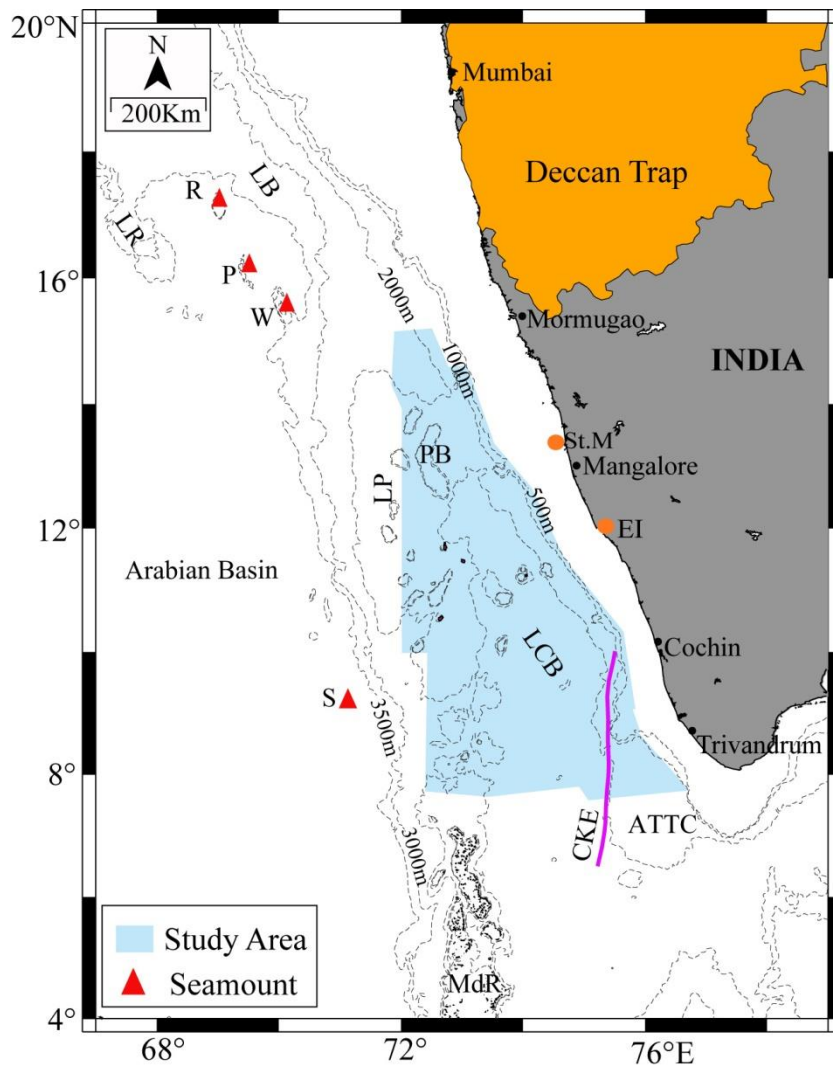 20°N
N
200Km
Mumbai
Deccan Trap
R
LB
LR
P
W
16°
2000m
Mormugao
1000m
INDIA
St.M
PB
Mangalore
LP
500m
12°
EI
Arabian Basin
LCB
Cochin
S
3500m
Trivandrum
8°
CKE
ATTC
3000m
Study Area
Seamount
MdR
4°
68°
72°
76°E